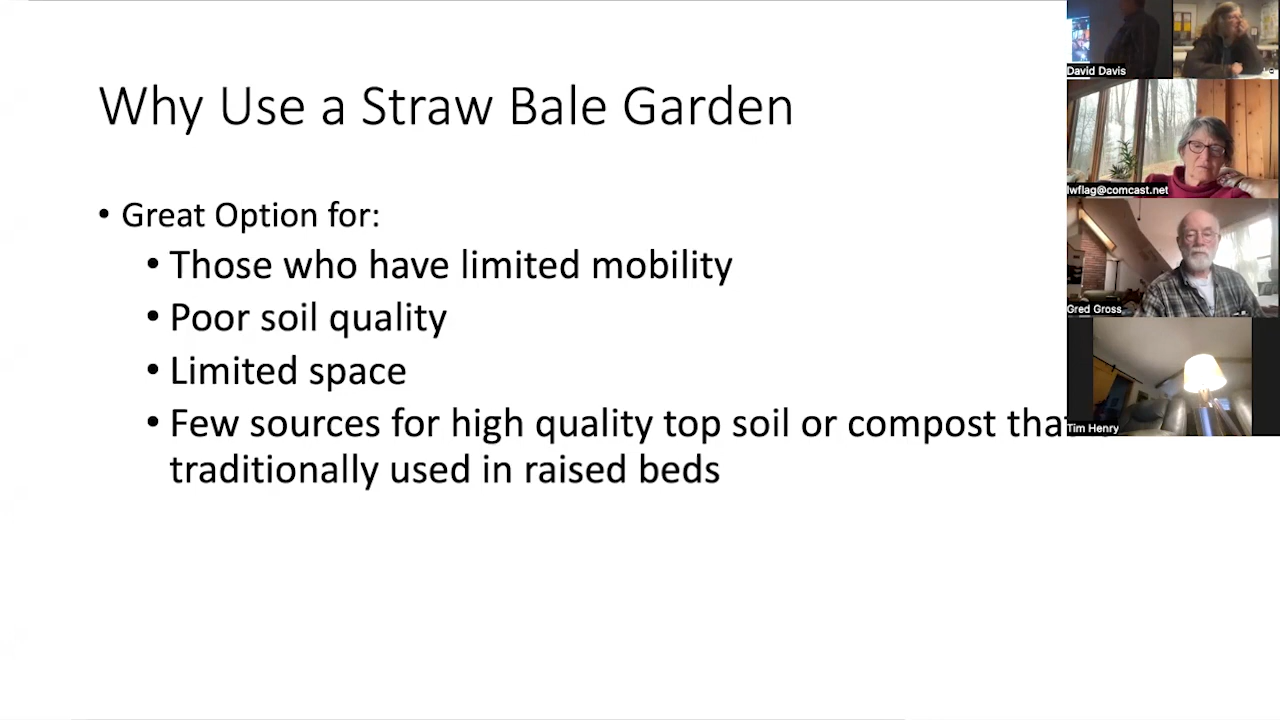 Why Use a Straw Bale Garden
• Great Option for:
• Those who have limited mobility
• Poor soil quality
• Limited space
• Few sources for high quality top soil or compost
traditionally used in raised beds
David Davis
lwflag@comcast.net
Gred Gross
Tim Henry